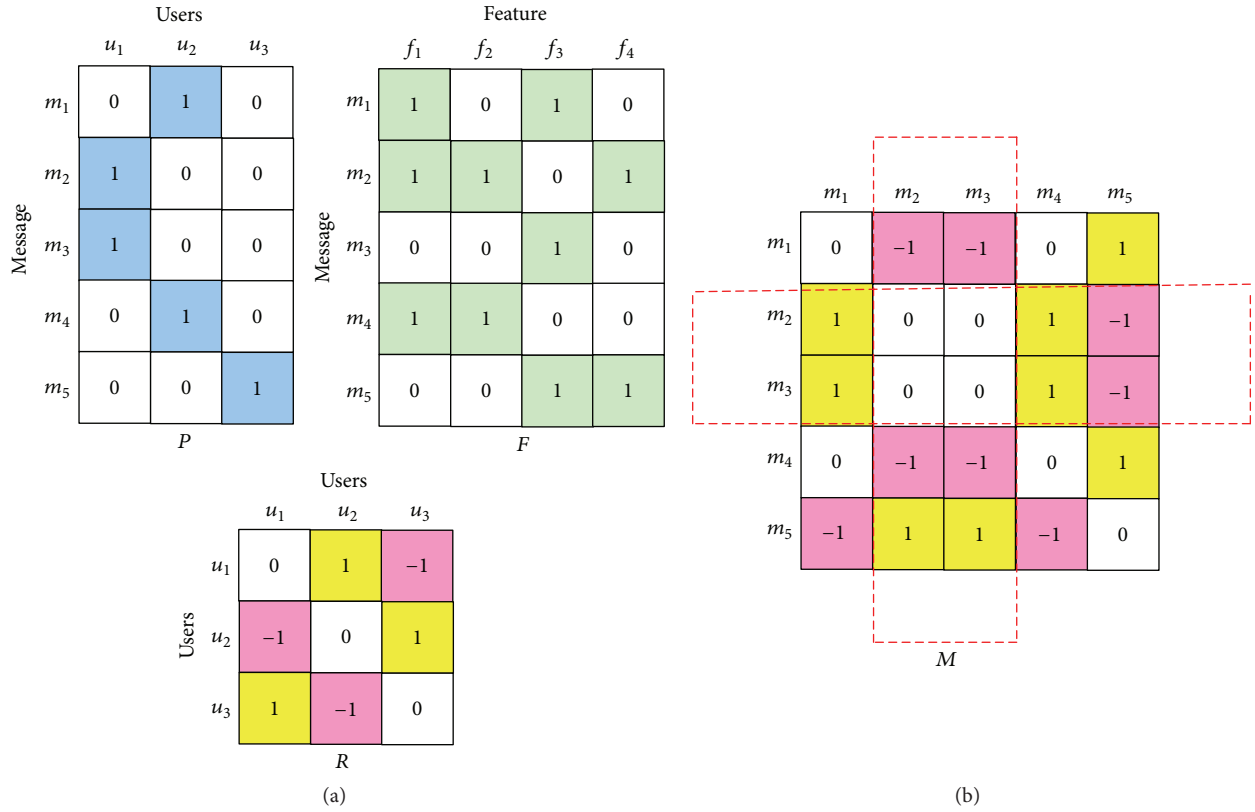 Users
u1 u2 u3
Message
m1 0 1 0
m2 1 0 0
m3 1 0 0
m4 0 1 0
m5 0 0 1
P
Feature
f1 f2 f3 f4
Message
m1 1 0 1 0
m2 1 1 0 1
m3 0 0 1 0
m4 1 1 0 0
m5 0 0 1 1
F
Users
u1 u2 u3
Users
u1 0 1 −1
u2 −1 0 1
u3 1 −1 0
R
(a)
m1 m2 m3 m4 m5
m1 0 −1 −1 0 1
m2 1 0 0 1 −1
m3 1 0 0 1 −1
m4 0 −1 −1 0 1
m5 −1 1 1 −1 0
M
(b)